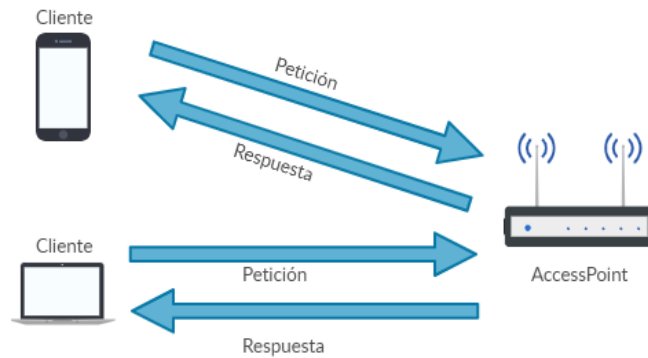 Cliente
Petición
Respuesta
Cliente
Petición
AccessPoint
Respuesta